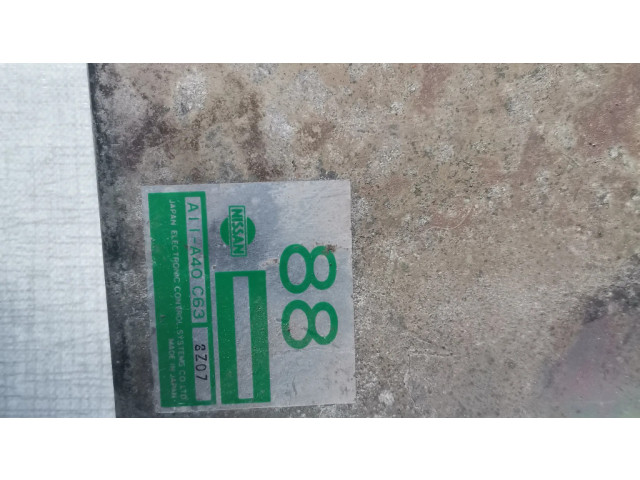 88
NISSAN
A11-A40 C63 8Z07
JAPAN ELECTRONIC CONTROL SYSTEMS CO.,LTD.
MADE IN JAPAN